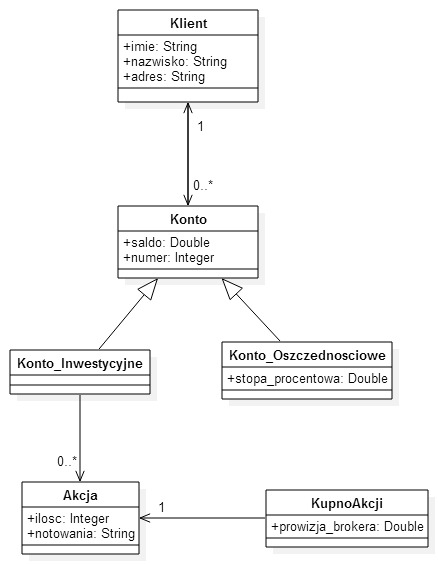 Klient
+imie: String
+nazwisko: String
+adres: String
1
0..*
Konto
+saldo: Double
+numer: Integer
Konto_Inwestycyjne
Konto_Oszczednosciowe
+stopa_procentowa: Double
0..*
Akcja
+ilosc: Integer
+notowania: String
1
KupnoAkcji
+prowizja_brokera: Double